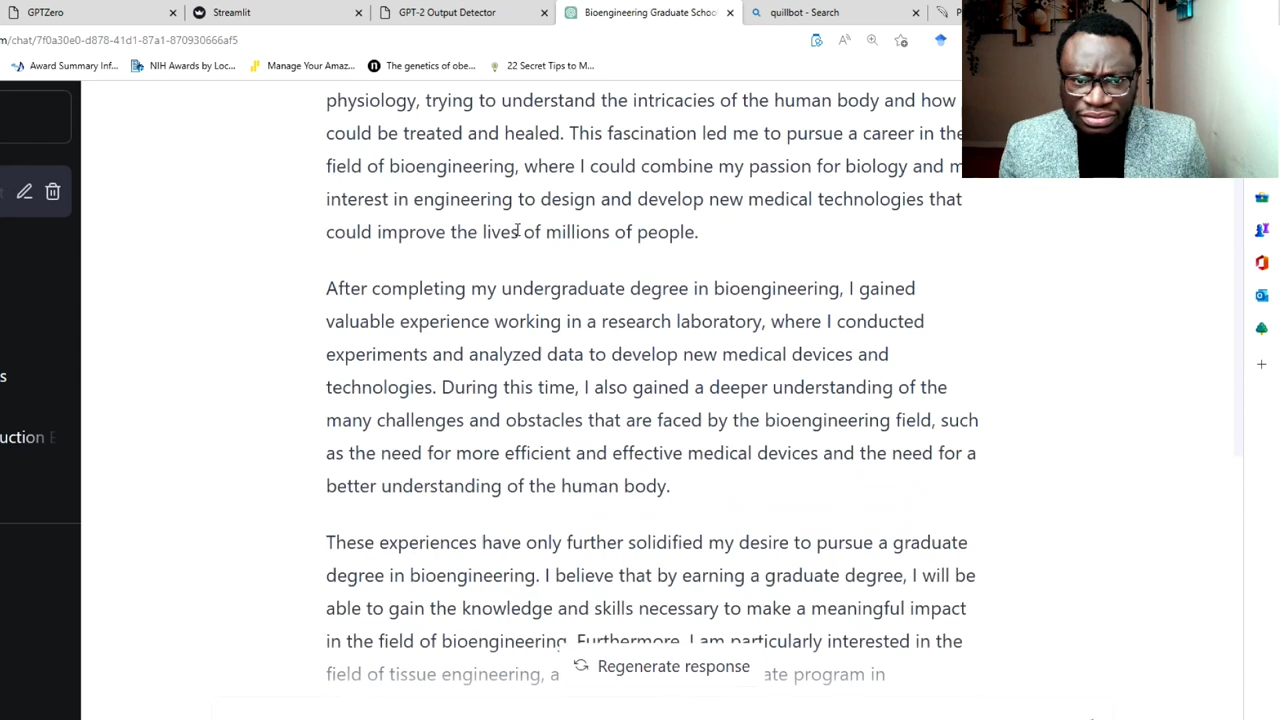 GPTZero
Streamlit
GPT-2 Output Detector
Bioengineering Graduate Schoo
quillbot - Search
m/chat/7f0a30e0-d878-41d1-87a1-870930666af5
Award Summary Inf...
NIH Awards by Loc...
Manage Your Amaz...
The genetics of obe...
22 Secret Tips to M...
physiology, trying to understand the intricacies of the human body and how
could be treated and healed. This fascination led me to pursue a career in the
field of bioengineering, where I could combine my passion for biology and m
interest in engineering to design and develop new medical technologies that
could improve the lives of millions of people.
After completing my undergraduate degree in bioengineering, I gained
valuable experience working in a research laboratory, where I conducted
experiments and analyzed data to develop new medical devices and
technologies. During this time, I also gained a deeper understanding of the
s
many challenges and obstacles that are faced by the bioengineering field, such
uction E
as the need for more efficient and effective medical devices and the need for a
better understanding of the human body.
These experiences have only further solidified my desire to pursue a graduate
degree in bioengineering. I believe that by earning a graduate degree, I will be
able to gain the knowledge and skills necessary to make a meaningful impact
in the field of bioengineering. Furthermore, I am particularly interested in the
Regenerate response
field of tissue engineering, a ate program in